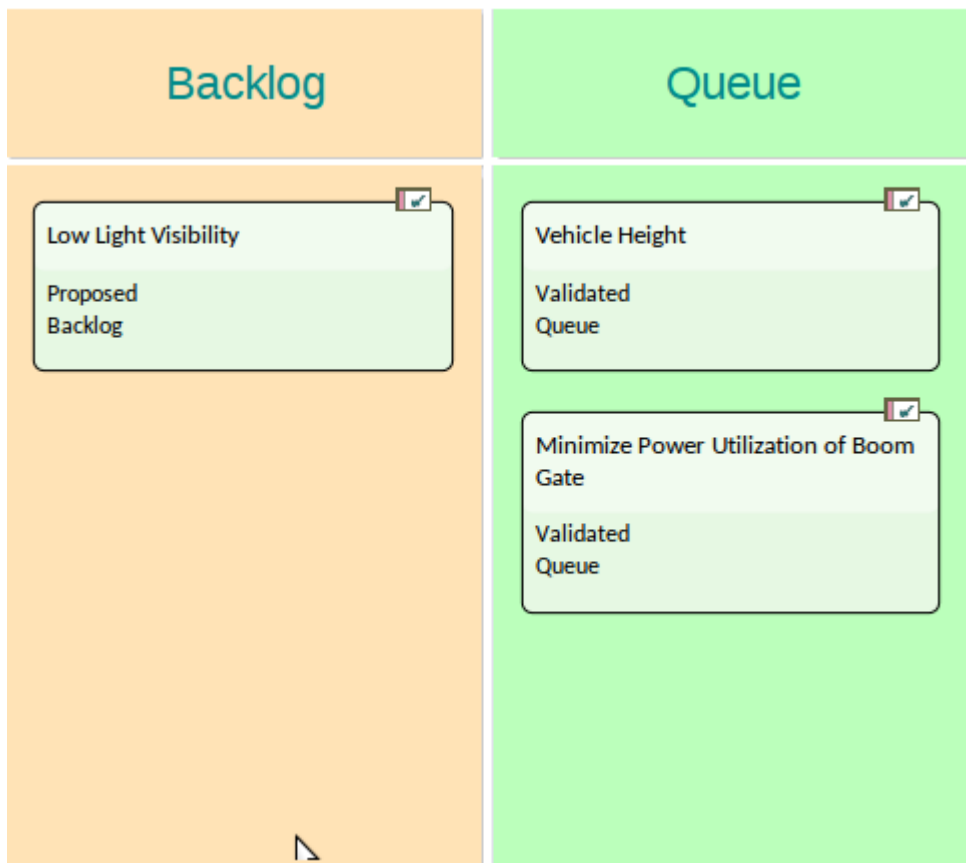 Backlog
Queue
Low Light Visibility
Proposed
Backlog
Vehicle Height
Validated
Queue
Minimize Power Utilization of Boom
Gate
Validated
Queue